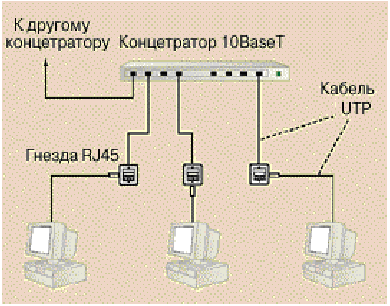 К другому
концетратору
Концетратор 10BaseT
Кабель
UTP
Гнезда RJ45